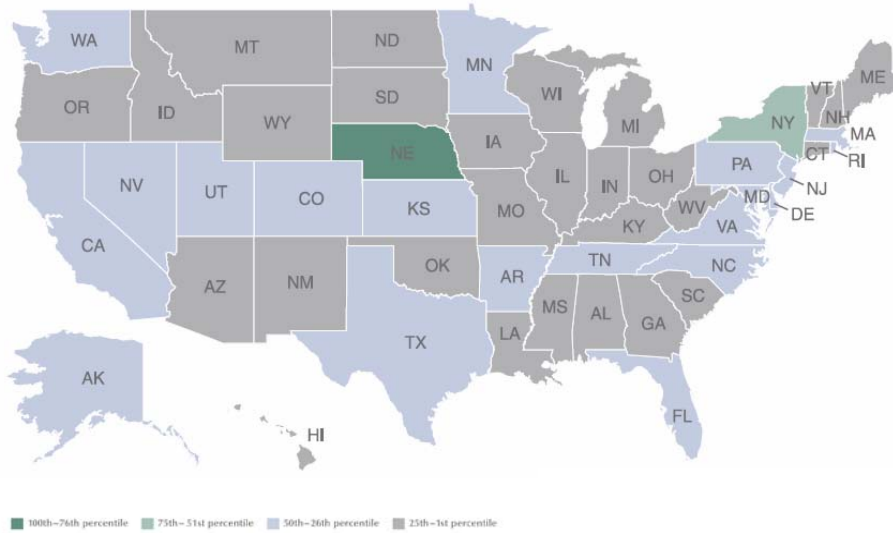 WA
MT
ND
MN
ME
VT
OR
ID
SD
WI
NH
NY
MA
WY
MI
CT
RI
IA
NE
PA
NJ
NV
UT
CO
IL
IN
OH
MD
DE
KS
MO
WV
VA
KY
CA
TN
NC
OK
AR
AZ
NM
SC
MS
AL
GA
LA
TX
AK
FL
HI
100th–76th percentile 75th–51st percentile 50th–26th percentile 25th–1st percentile